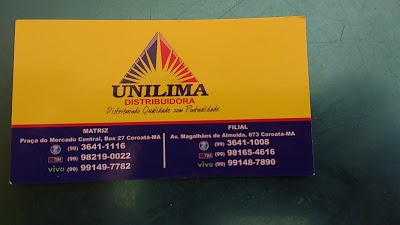 UNILIMA
DISTRIBUIDORA
Distribuindo Qualidade com Pontualidade
MATRIZ
Praça do Mercado Central, Box 27 Coroatá-MA
(99) 3641-1116
TIM (99) 98219-0022
vivo (99) 99149-7782
FILIAL
Av. Magalhães de Almeida, 873 Coroatá-MA
(99) 3641-1008
TIM (99) 98165-4616
vivo (99) 99148-7890